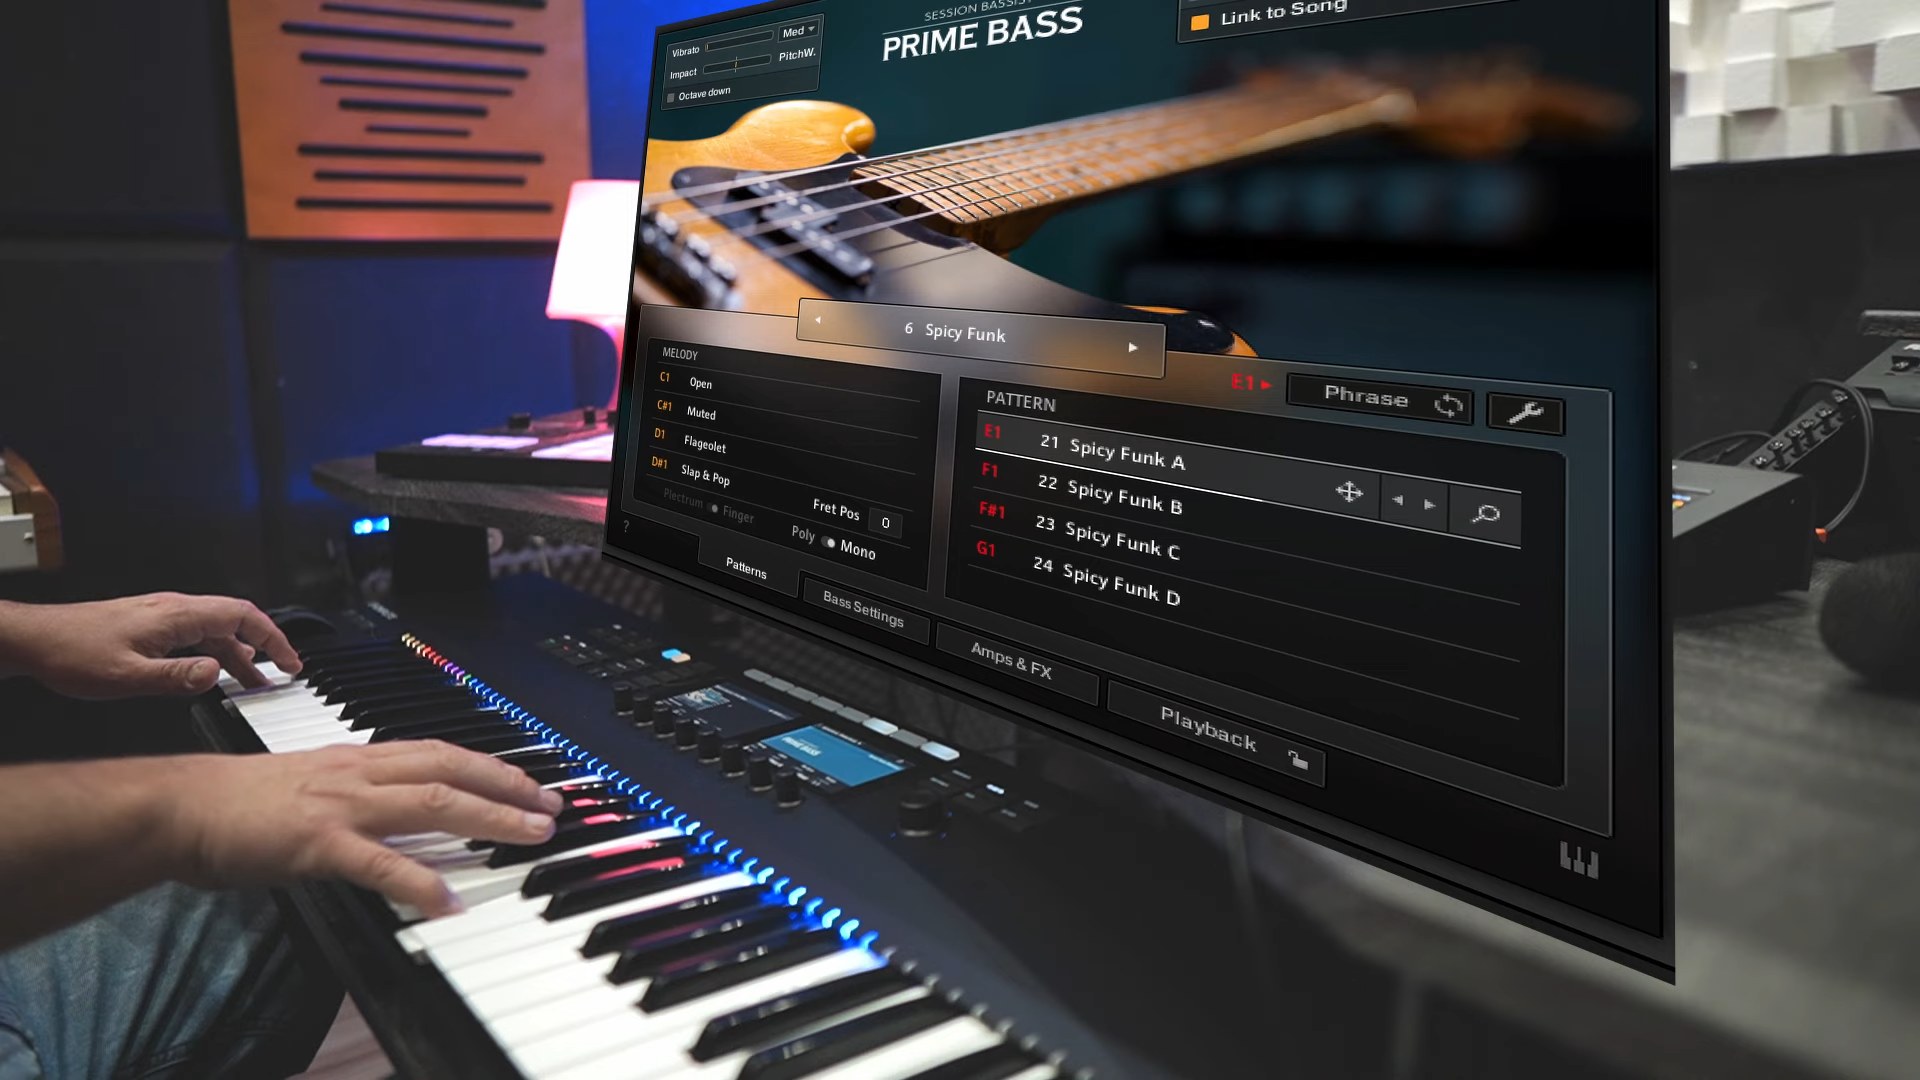 SESSION BASSIST
PRIME BASS
Vibrato
Med
Impact
PitchW.
Octave down
Link to Song
6 Spicy Funk
MELODY
C1 Open
C#1 Muted
D1 Flageolet
D#1 Slap & Pop
Plectrum Finger
Fret Pos 0
Poly Mono
?
E1
Phrase
PATTERN
E1 21 Spicy Funk A
F1 22 Spicy Funk B
F#1 23 Spicy Funk C
G1 24 Spicy Funk D
Patterns
Bass Settings
Amps & FX
Playback
PRIME BASS